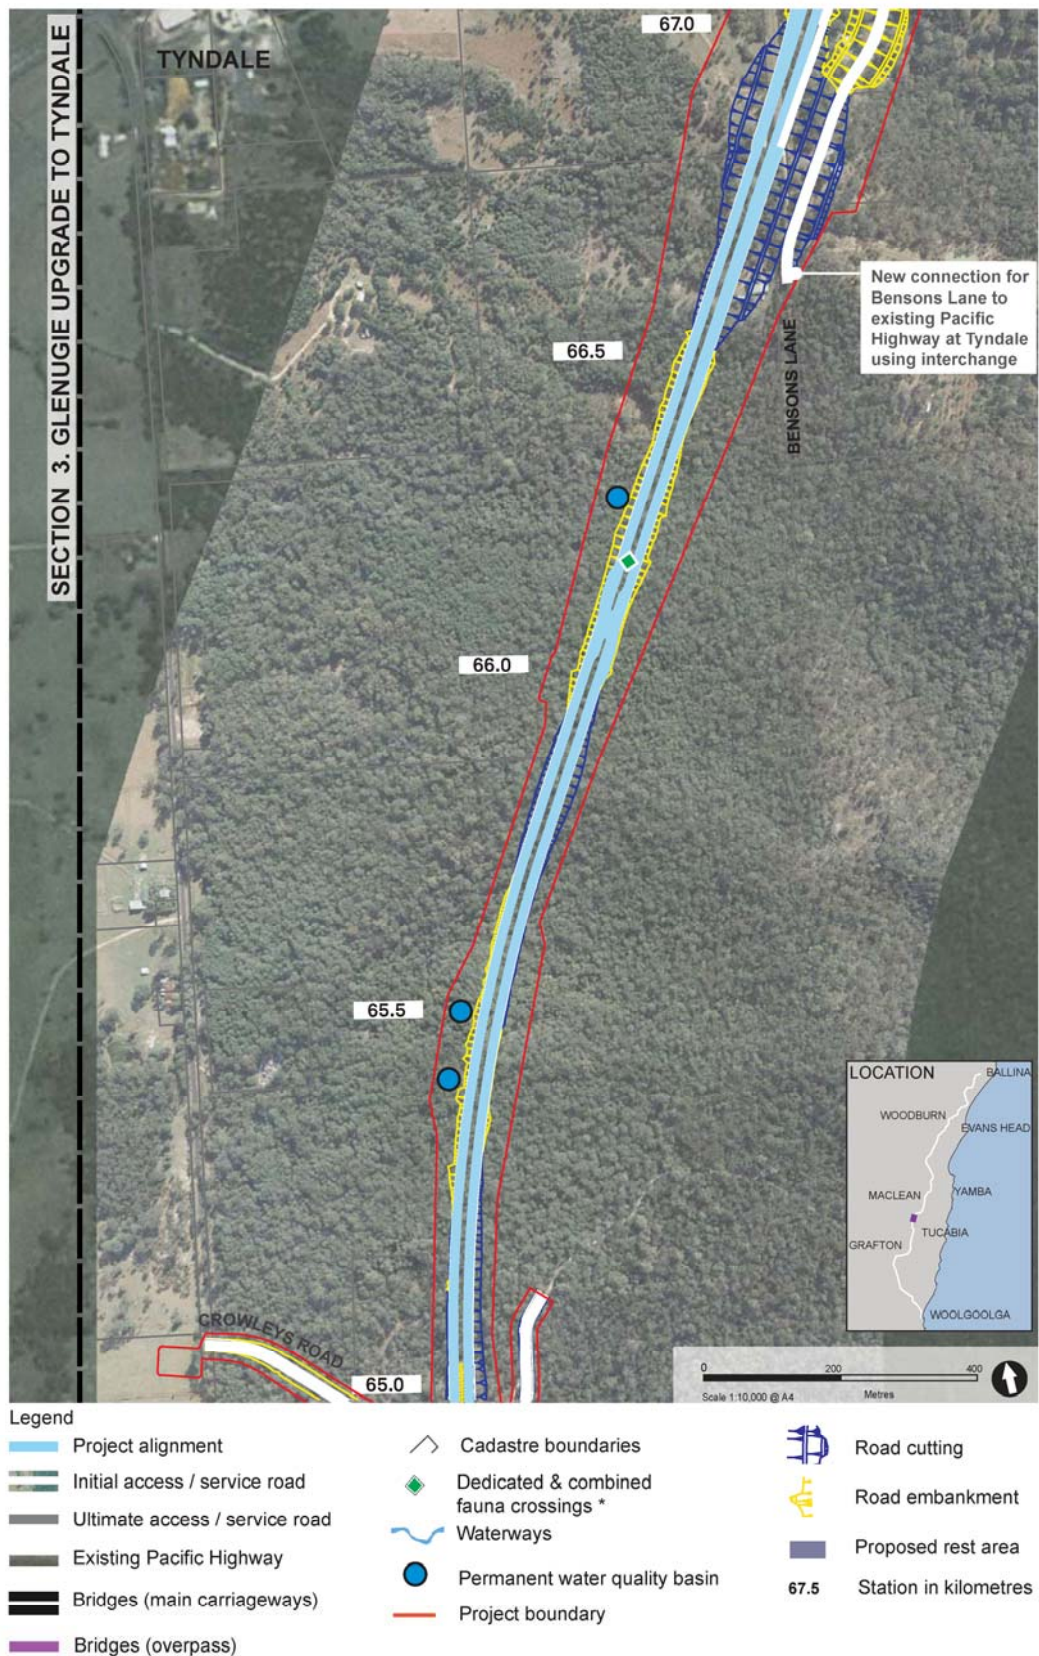 67.0
TYNDALE
SECTION 3. GLENUGIE UPGRADE TO TYNDALE
New connection for
Bensons Lane to
existing Pacific
Highway at Tyndale
using interchange
66.5
BENSONS LANE
66.0
65.5
LOCATION
BALLINA
WOODBURN
EVANS HEAD
MACLEAN
YAMBA
TUCABIA
GRAFTON
WOOLGOOLGA
CROWLEYS ROAD
65.0
0 200 400
Scale 1:10,000 @ A4 Metres
Legend
Project alignment
Initial access / service road
Ultimate access / service road
Existing Pacific Highway
Bridges (main carriageways)
Bridges (overpass)
Cadastre boundaries
Dedicated & combined
fauna crossings *
Waterways
Permanent water quality basin
Project boundary
Road cutting
Road embankment
Proposed rest area
67.5 Station in kilometres